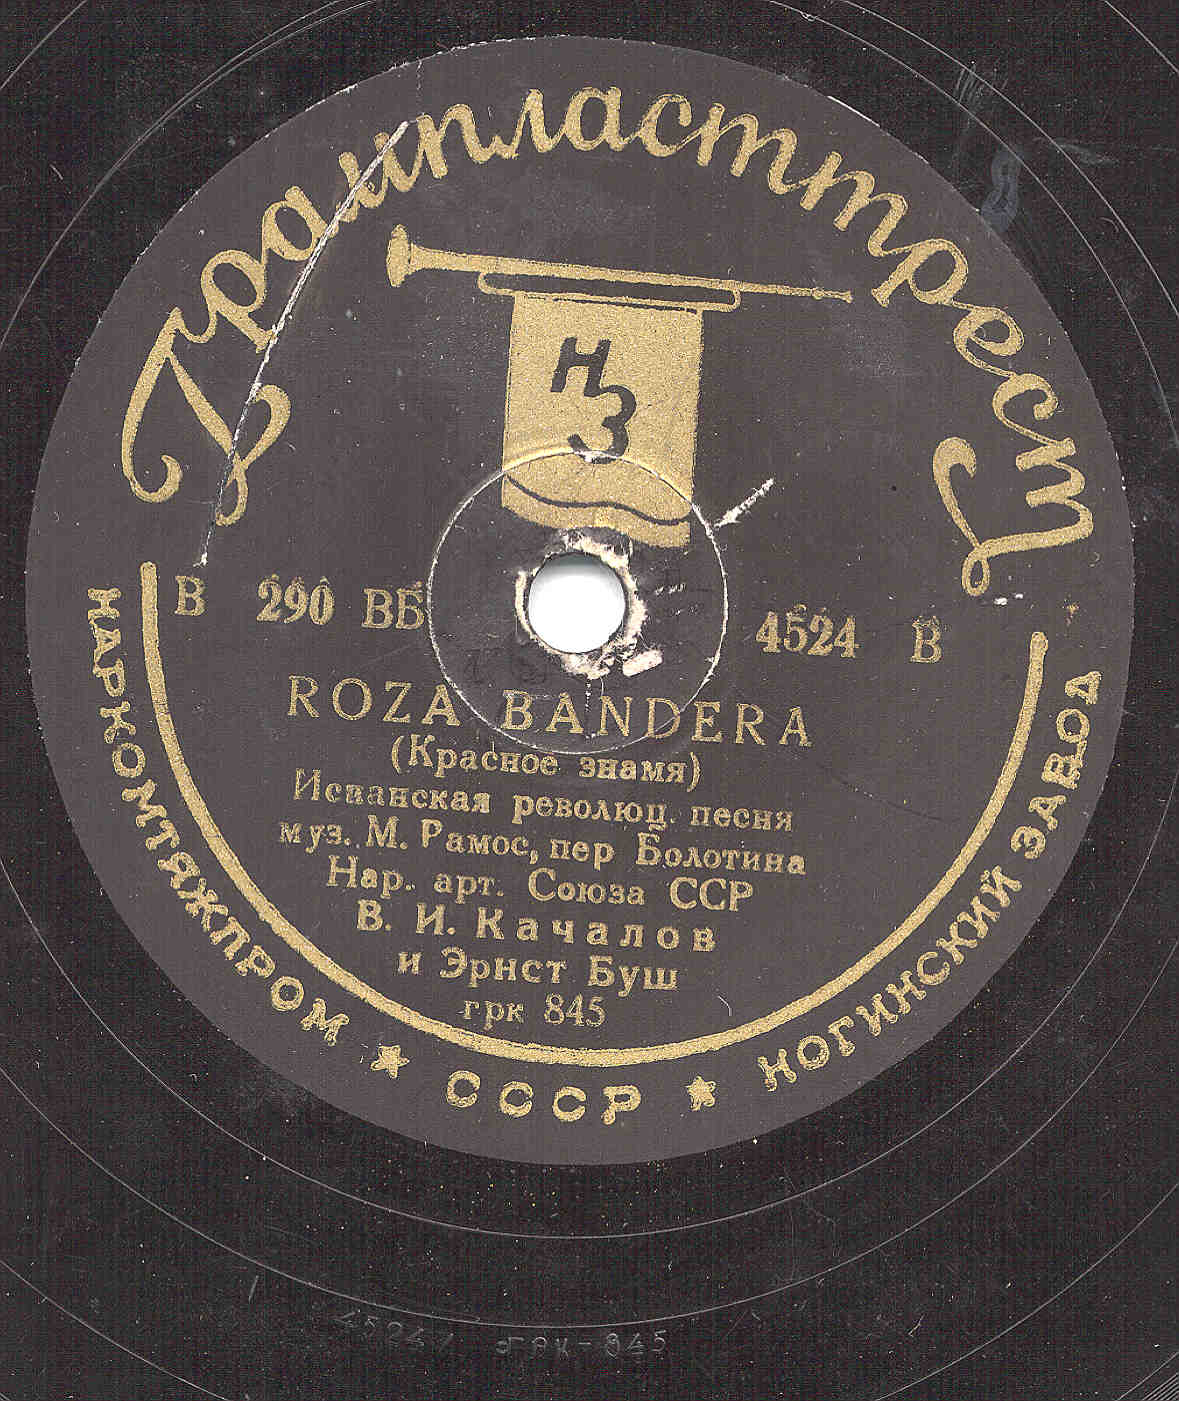 Грампласттрест
НЗ
В 290 ВБ 4524 В
ROZA BANDERA
(Красное знамя)
Испанская революц. песня
муз. М. Рамос, пер Болотина
Нар. арт. Союза ССР
В. И. Качалов
и Эрнст Буш
грк 845
НАРКОМТЯЖПРОМ ★ СССР ★ НОГИНСКИЙ ЗАВОД
4524/ ГРК-845